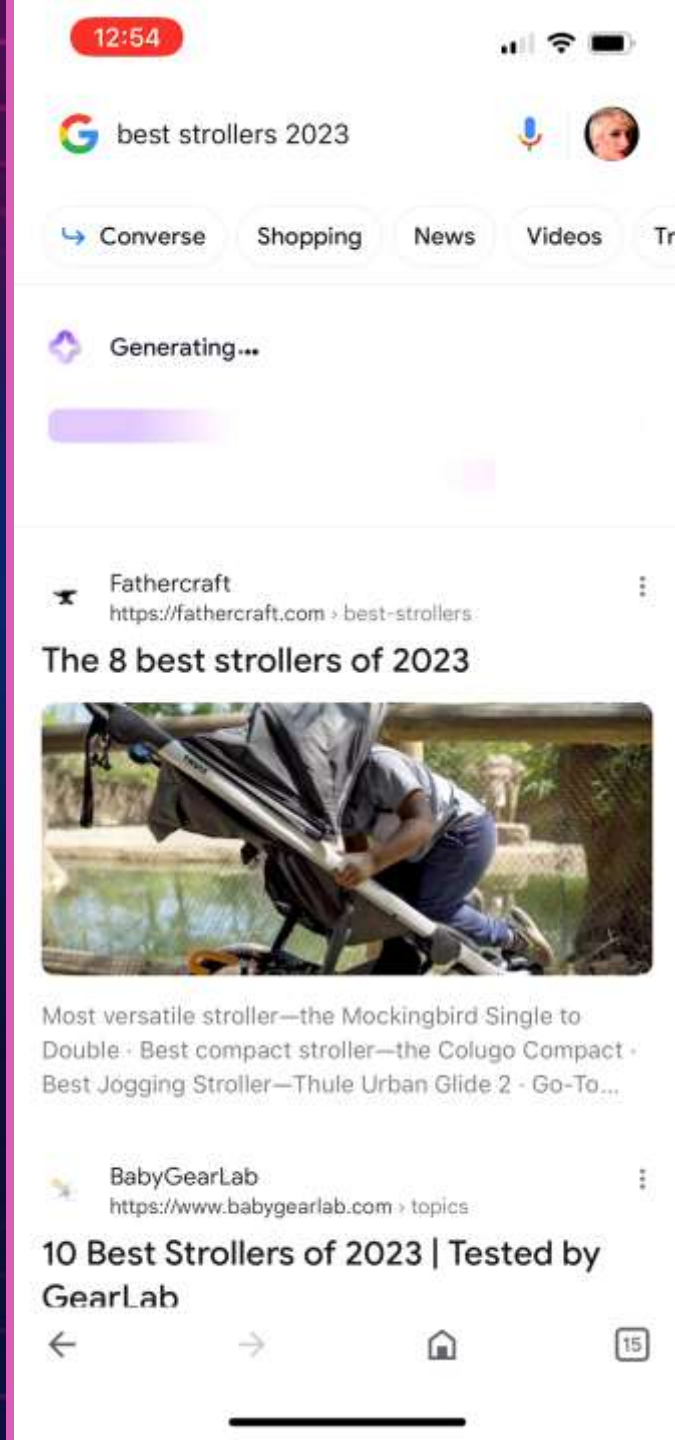 12:54
best strollers 2023
Converse Shopping News Videos Tr
Generating...
Fathercraft
https://fathercraft.com › best-strollers
The 8 best strollers of 2023
THULE
Most versatile stroller—the Mockingbird Single to
Double · Best compact stroller—the Colugo Compact ·
Best Jogging Stroller—Thule Urban Glide 2 · Go-To...
BabyGearLab
https://www.babygearlab.com › topics
10 Best Strollers of 2023 | Tested by
GearLab
15